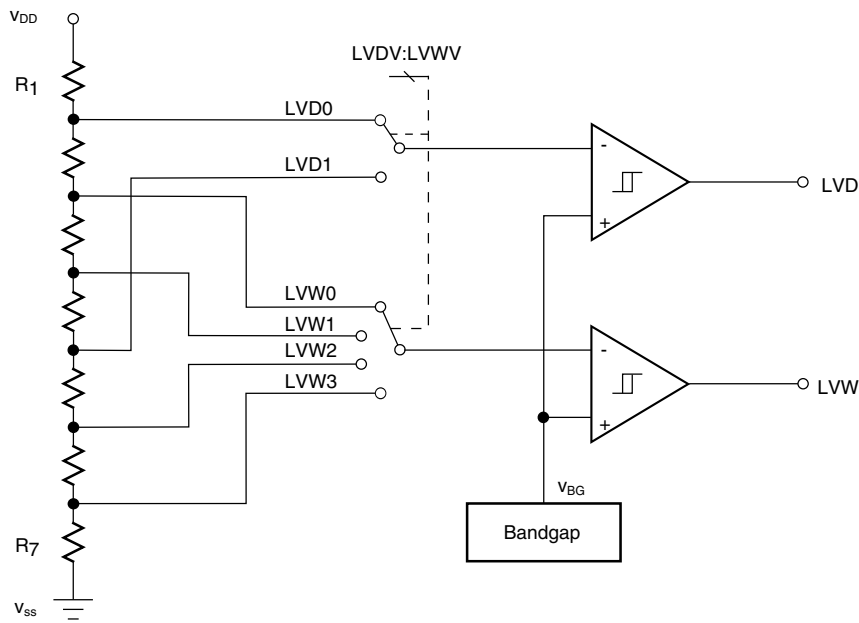 vDD
LVDV:LVWV
R1
LVD0
-
LVD1
LVD
+
LVW0
LVW1
-
LVW2
LVW3
LVW
+
vBG
Bandgap
R7
vss